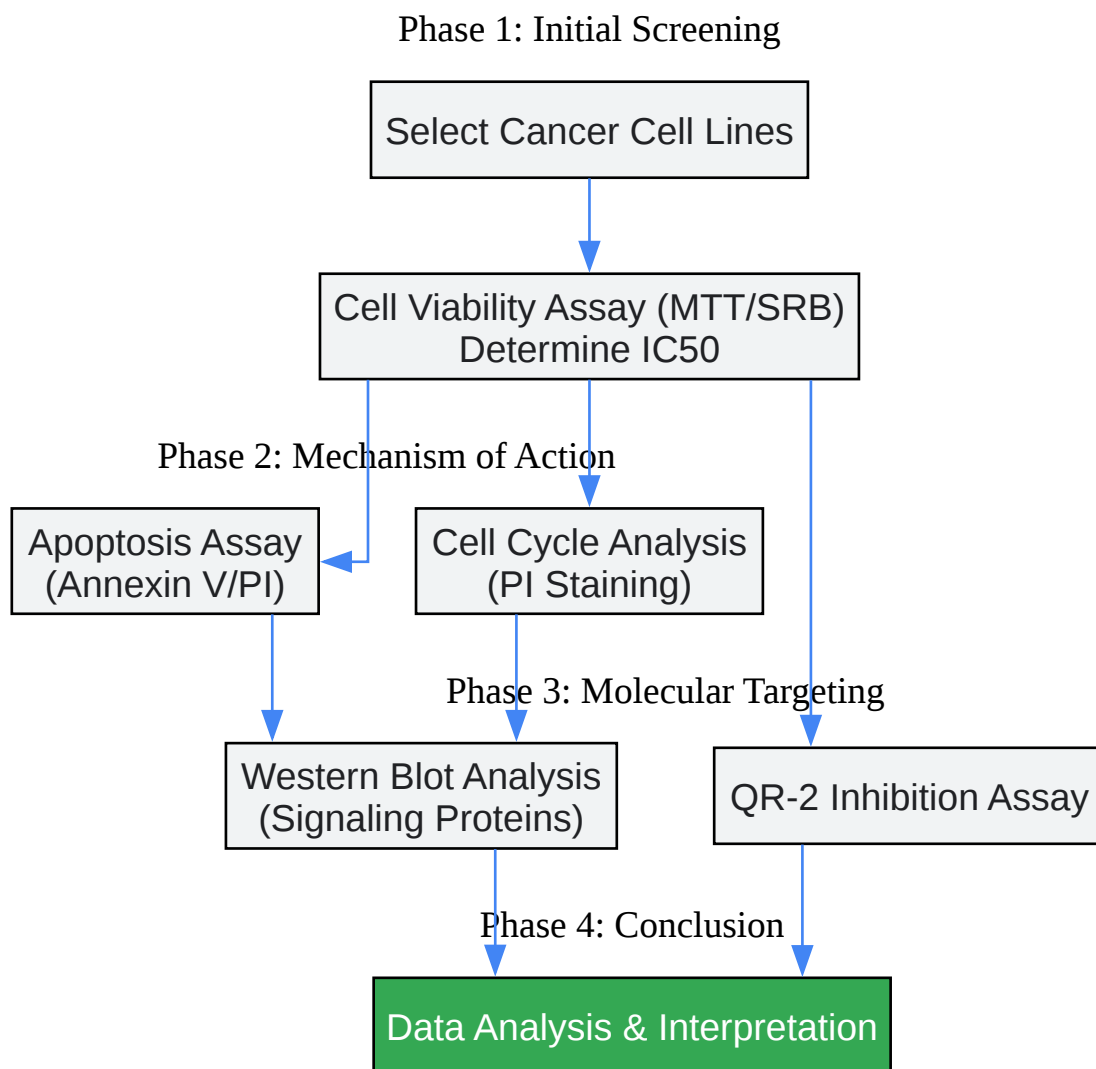 Phase 1: Initial Screening
Select Cancer Cell Lines
Cell Viability Assay (MTT/SRB)
Determine IC50
Phase 2: Mechanism of Action
Apoptosis Assay
(Annexin V/PI)
Cell Cycle Analysis
(PI Staining)
Phase 3: Molecular Targeting
Western Blot Analysis
(Signaling Proteins)
QR-2 Inhibition Assay
Phase 4: Conclusion
Data Analysis & Interpretation